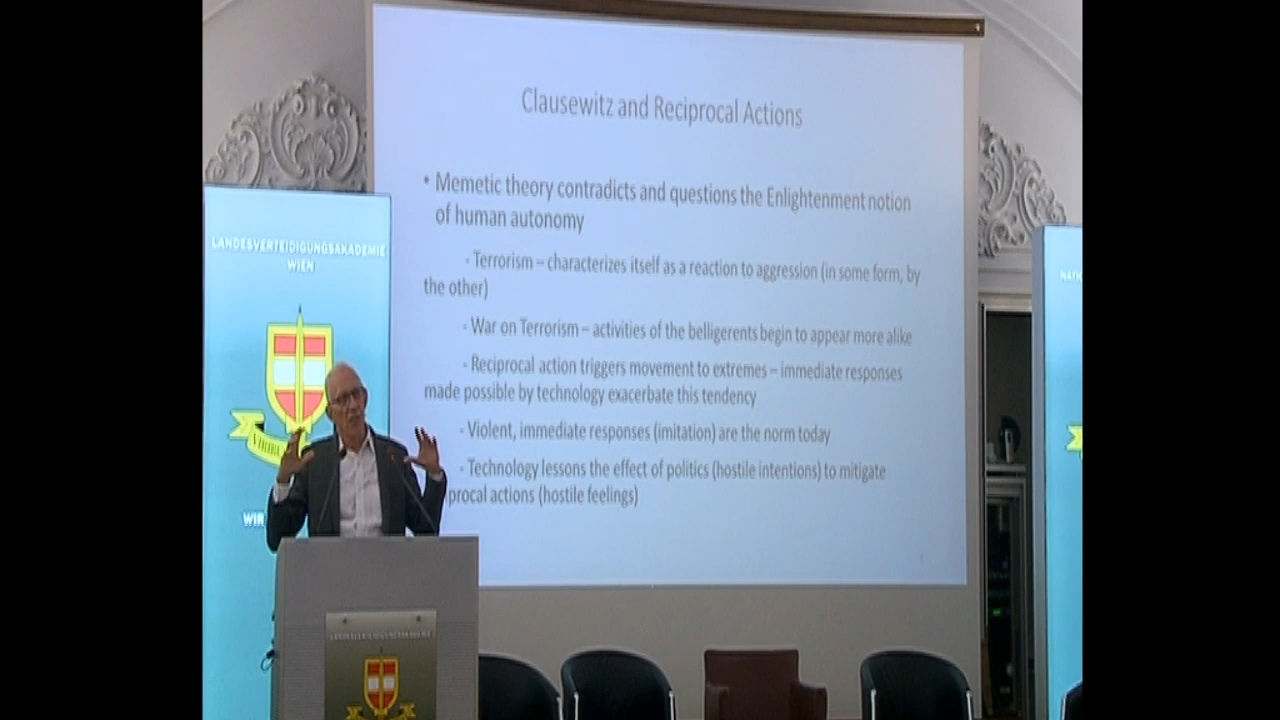 Clausewitz and Reciprocal Actions
• Memetic theory contradicts and questions the Enlightenment notion
of human autonomy
- Terrorism – characterizes itself as a reaction to aggression (in some form, by
the other)
- War on Terrorism – activities of the belligerents begin to appear more alike
- Reciprocal action triggers movement to extremes – immediate responses
made possible by technology exacerbate this tendency
- Violent, immediate responses (imitation) are the norm today
- Technology lessons the effect of politics (hostile intentions) to mitigate
procal actions (hostile feelings)
LANDESVERTEIDIGUNGSAKADEMIE
WIEN
VIRIBU
WIR
NATIO
LANDESVERTEIDIGUNGSAKADEMIE